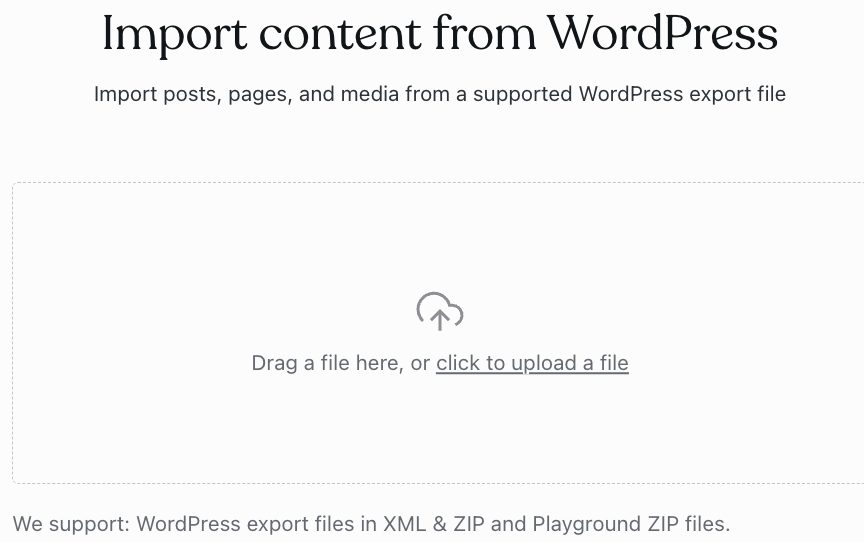 Import content from WordPress
Import posts, pages, and media from a supported WordPress export file
Drag a file here, or click to upload a file
We support: WordPress export files in XML & ZIP and Playground ZIP files.